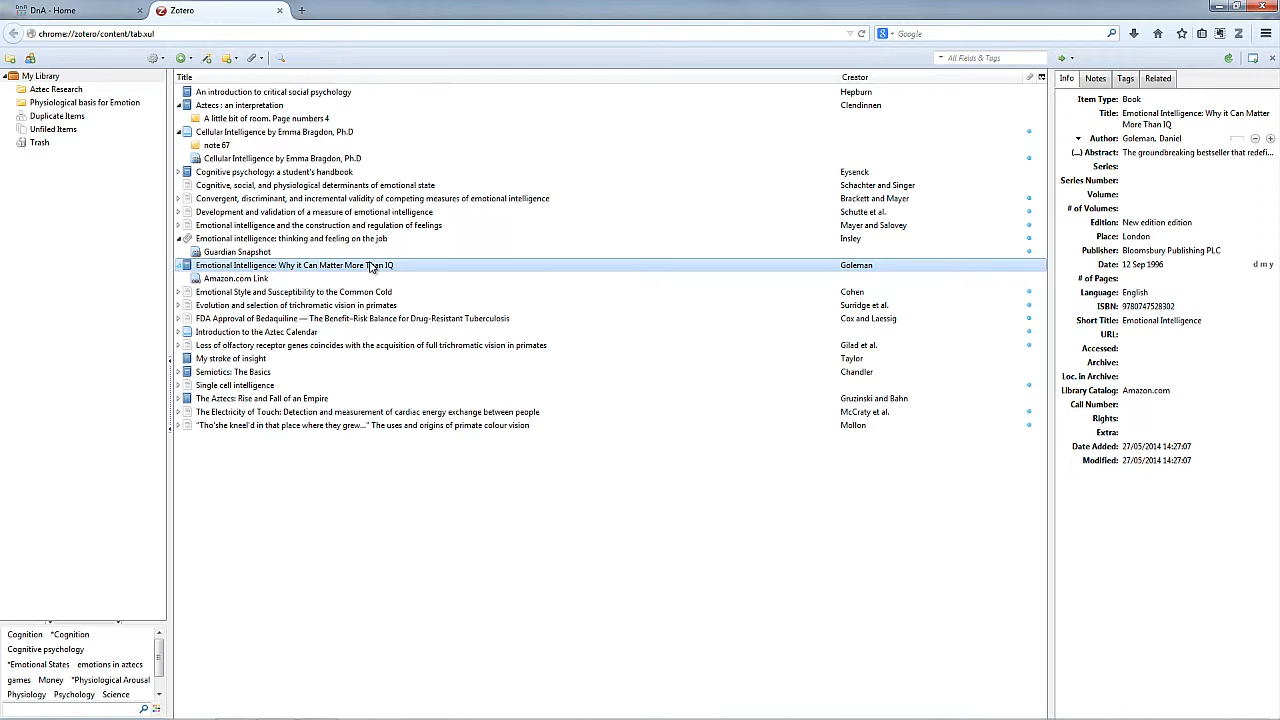 DnA - Home
Zotero
chrome://zotero/content/tab.xul
Google
All Fields & Tags
My Library
Aztec Research
Physiological basis for Emotion
Duplicate Items
Unfiled Items
Trash
Title Creator
An introduction to critical social psychology Hepburn
Aztecs : an interpretation Clendinnen
A little bit of room. Page numbers 4
Cellular Intelligence by Emma Bragdon, Ph.D
note 67
Cellular Intelligence by Emma Bragdon, Ph.D
Cognitive psychology: a student's handbook Eysenck
Cognitive, social, and physiological determinants of emotional state Schachter and Singer
Convergent, discriminant, and incremental validity of competing measures of emotional intelligence Brackett and Mayer
Development and validation of a measure of emotional intelligence Schutte et al.
Emotional intelligence and the construction and regulation of feelings Mayer and Salovey
Emotional intelligence: thinking and feeling on the job Insley
Guardian Snapshot
Emotional Intelligence: Why it Can Matter More Than IQ Goleman
Amazon.com Link
Emotional Style and Susceptibility to the Common Cold Cohen
Evolution and selection of trichromatic vision in primates Surridge et al.
FDA Approval of Bedaquiline — The Benefit–Risk Balance for Drug-Resistant Tuberculosis Cox and Laessig
Introduction to the Aztec Calendar
Loss of olfactory receptor genes coincides with the acquisition of full trichromatic vision in primates Gilad et al.
My stroke of insight Taylor
Semiotics: The Basics Chandler
Single cell intelligence
The Aztecs: Rise and Fall of an Empire Gruzinski and Bahn
The Electricity of Touch: Detection and measurement of cardiac energy exchange between people McCraty et al.
"Tho'she kneel'd in that place where they grew..." The uses and origins of primate colour vision Mollon
Info Notes Tags Related
Item Type: Book
Title: Emotional Intelligence: Why it Can Matter
More Than IQ
Author: Goleman, Daniel
(...) Abstract: The groundbreaking bestseller that redefi...
Series:
Series Number:
Volume:
# of Volumes:
Edition: New edition edition
Place: London
Publisher: Bloomsbury Publishing PLC
Date: 12 Sep 1996 d m y
# of Pages:
Language: English
ISBN: 9780747528302
Short Title: Emotional Intelligence
URL:
Accessed:
Archive:
Loc. in Archive:
Library Catalog: Amazon.com
Call Number:
Rights:
Extra:
Date Added: 27/05/2014 14:27:07
Modified: 27/05/2014 14:27:07
Cognition *Cognition
Cognitive psychology
*Emotional States emotions in aztecs
games Money *Physiological Arousal
Physiology Psychology Science